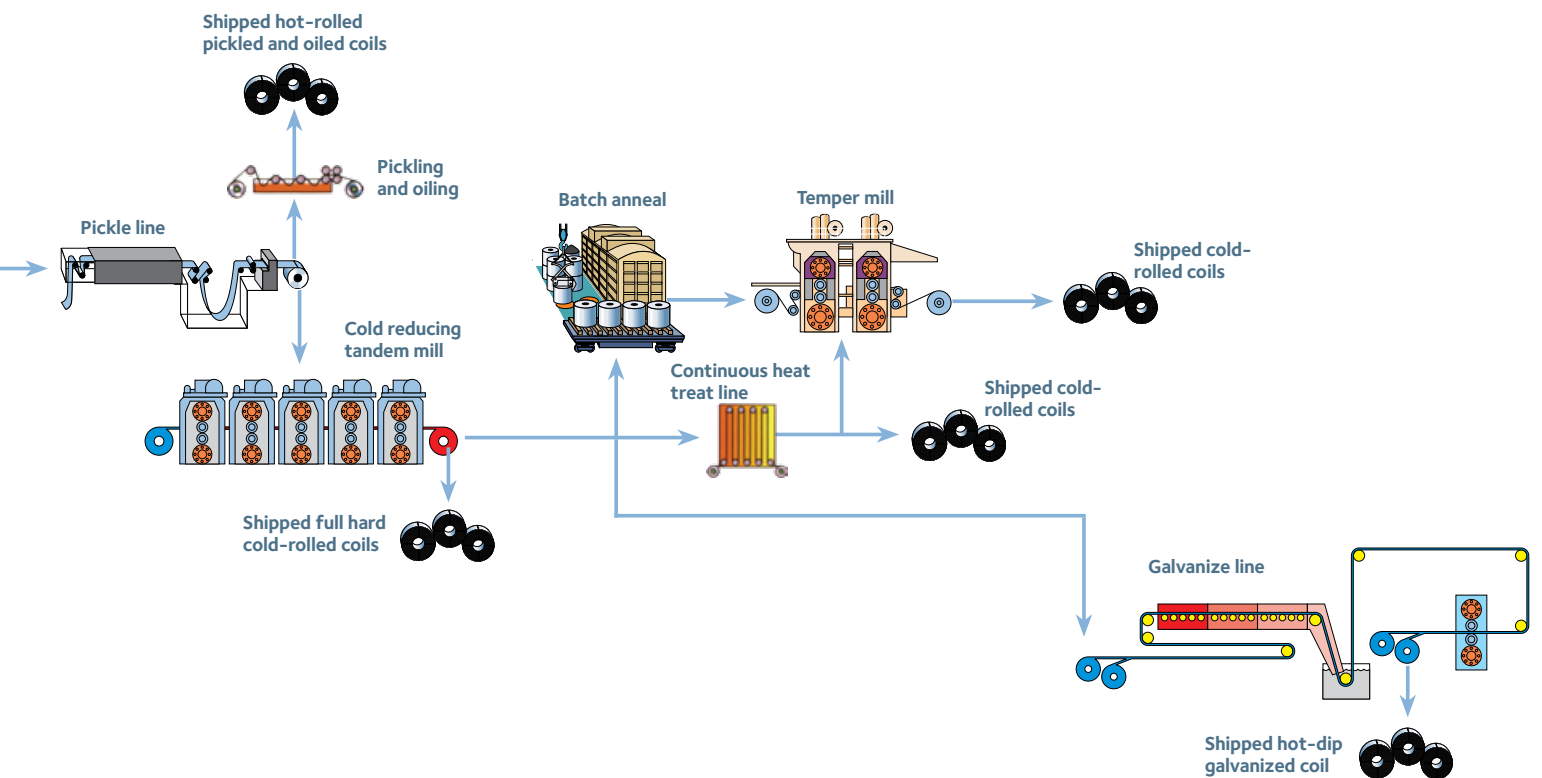 Shipped hot-rolled
pickled and oiled coils
Pickling
and oiling
Pickle line
Batch anneal
Temper mill
Shipped cold-
rolled coils
Cold reducing
tandem mill
Continuous heat
treat line
Shipped cold-
rolled coils
Shipped full hard
cold-rolled coils
Galvanize line
Shipped hot-dip
galvanized coil